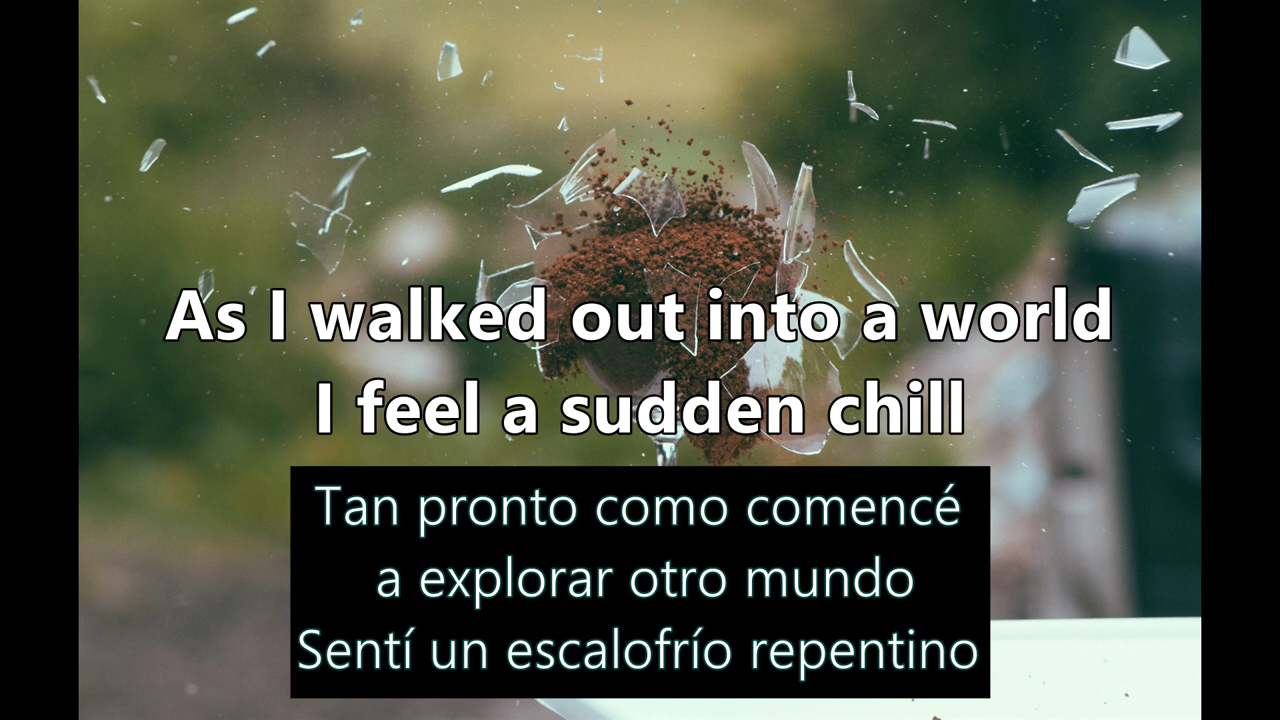 As I walked out into a world
I feel a sudden chill
Tan pronto como comencé
a explorar otro mundo
Sentí un escalofrío repentino